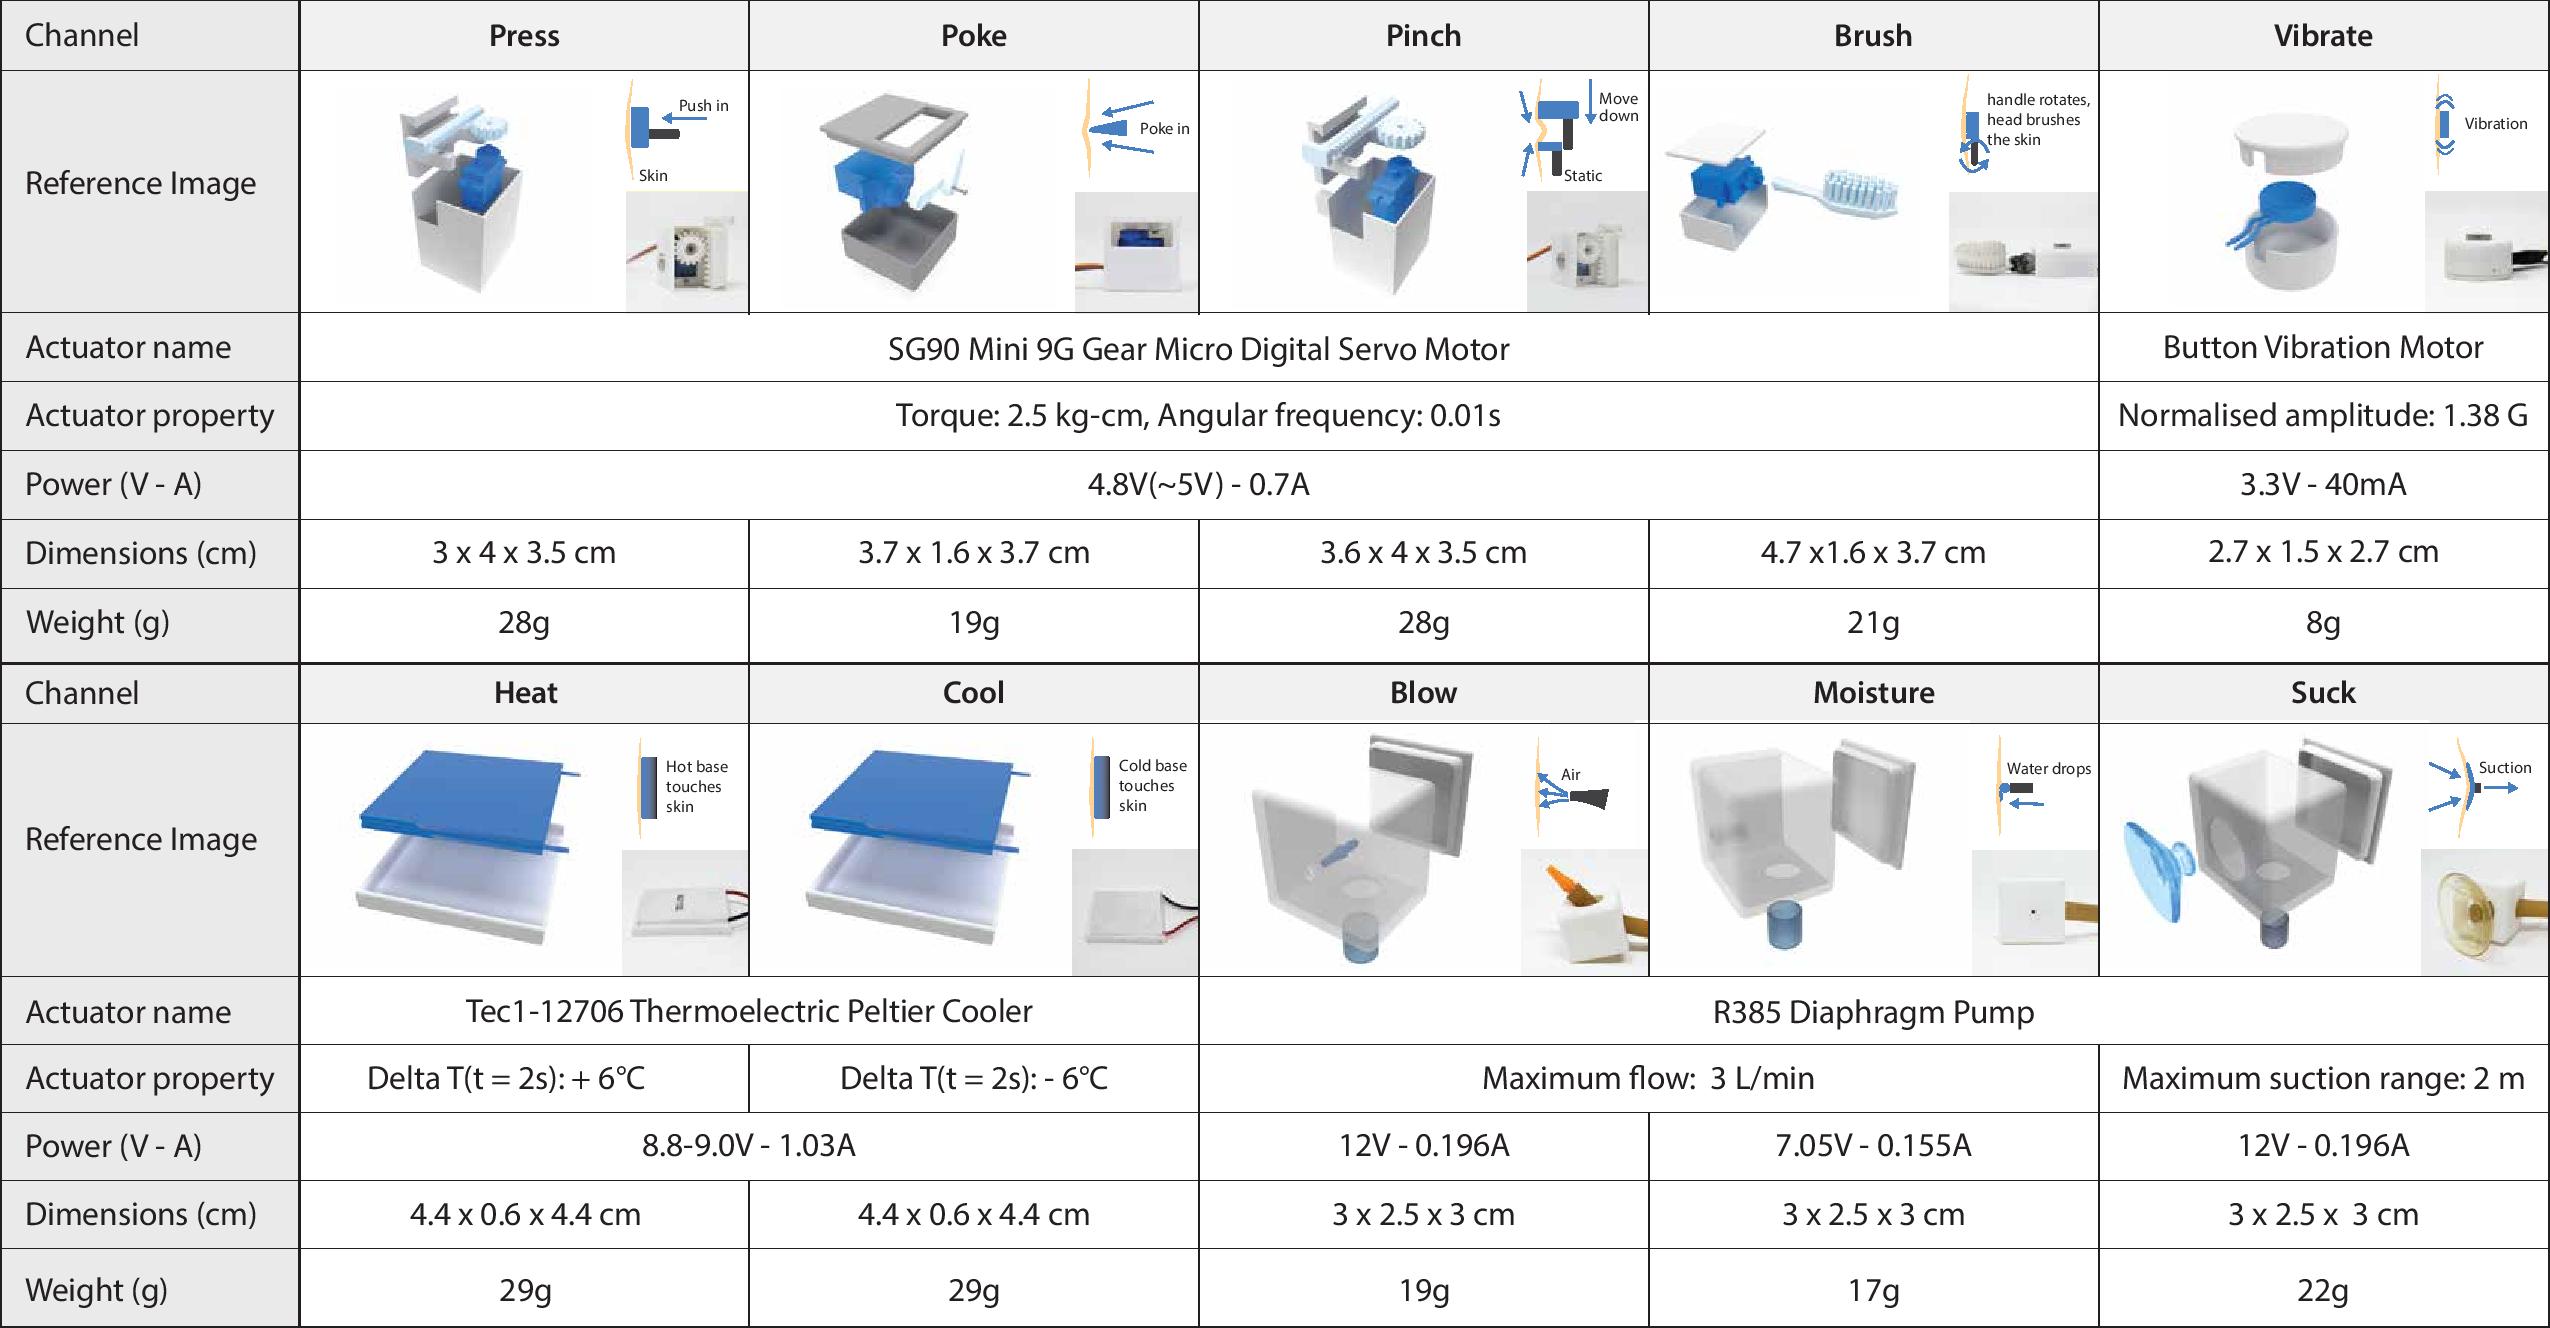 Channel Press Poke Pinch Brush Vibrate
Reference Image
Push in
Skin
Poke in
Move
down
Static
handle rotates,
head brushes
the skin
Vibration
Actuator name SG90 Mini 9G Gear Micro Digital Servo Motor Button Vibration Motor
Actuator property Torque: 2.5 kg-cm, Angular frequency: 0.01s Normalised amplitude: 1.38 G
Power (V - A) 4.8V(~5V) - 0.7A 3.3V - 40mA
Dimensions (cm) 3 x 4 x 3.5 cm 3.7 x 1.6 x 3.7 cm 3.6 x 4 x 3.5 cm 4.7 x1.6 x 3.7 cm 2.7 x 1.5 x 2.7 cm
Weight (g) 28g 19g 28g 21g 8g
Channel Heat Cool Blow Moisture Suck
Reference Image
Hot base
touches
skin
Cold base
touches
skin
Air
Water drops
Suction
Actuator name Tec1-12706 Thermoelectric Peltier Cooler R385 Diaphragm Pump
Actuator property Delta T(t = 2s): + 6°C Delta T(t = 2s): - 6°C Maximum flow: 3 L/min Maximum suction range: 2 m
Power (V - A) 8.8-9.0V - 1.03A 12V - 0.196A 7.05V - 0.155A 12V - 0.196A
Dimensions (cm) 4.4 x 0.6 x 4.4 cm 4.4 x 0.6 x 4.4 cm 3 x 2.5 x 3 cm 3 x 2.5 x 3 cm 3 x 2.5 x 3 cm
Weight (g) 29g 29g 19g 17g 22g